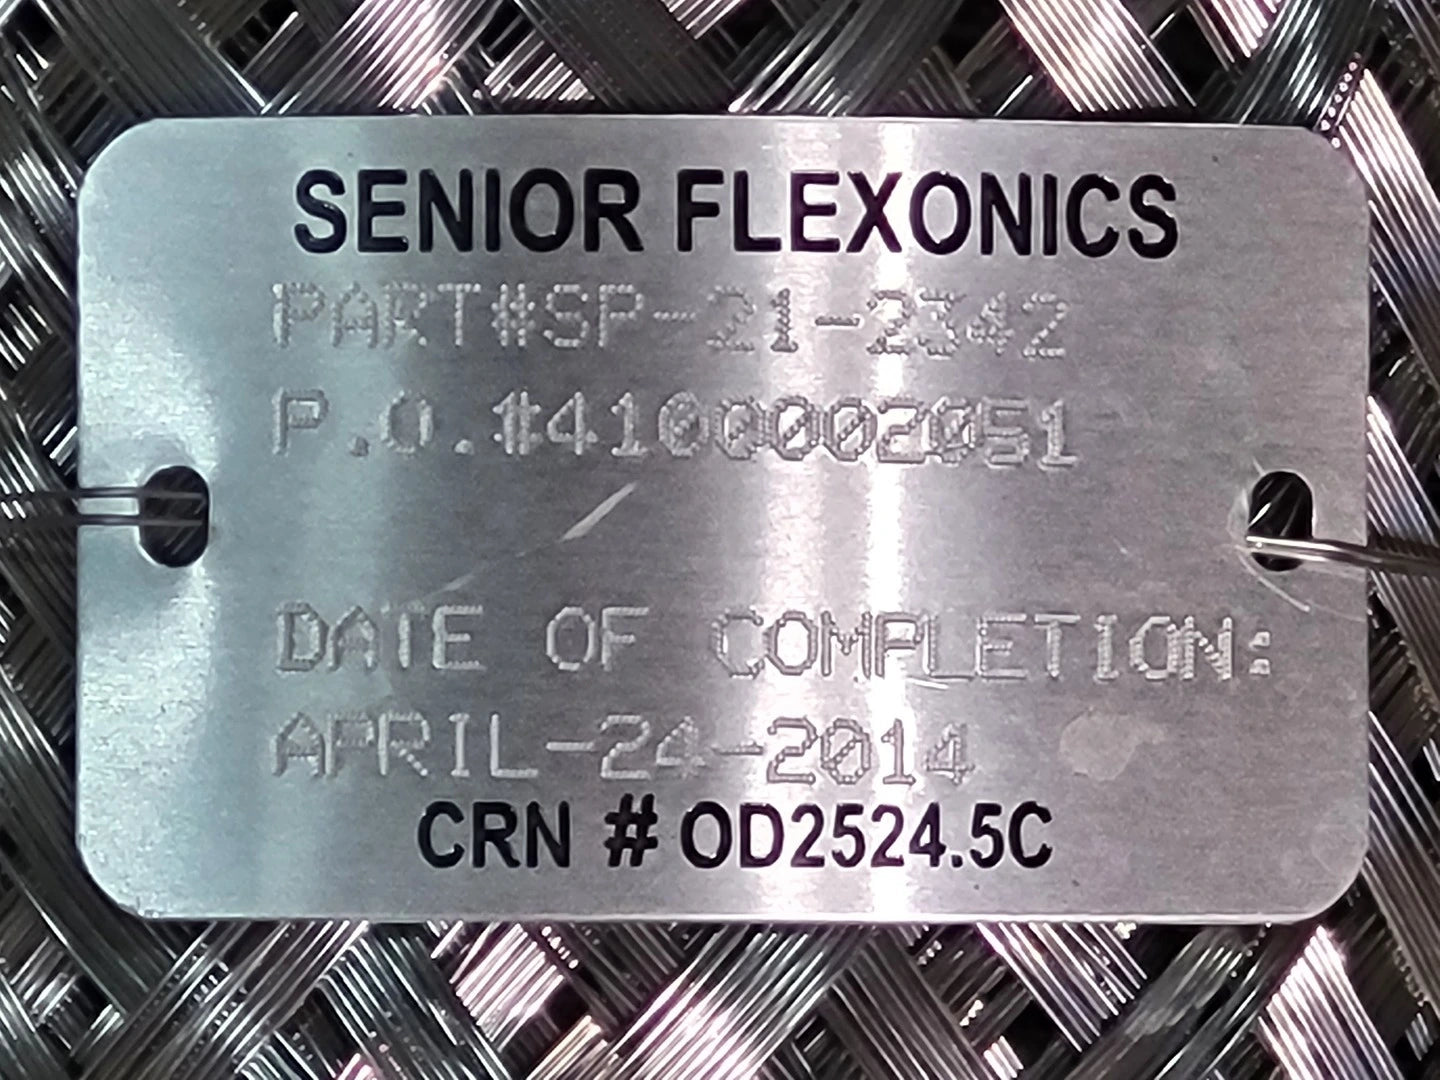 SENIOR FLEXONICS
PART#SP-21-2342
P.O.#4100002051
DATE OF COMPLETION:
APRIL-24-2014
CRN # OD2524.5C